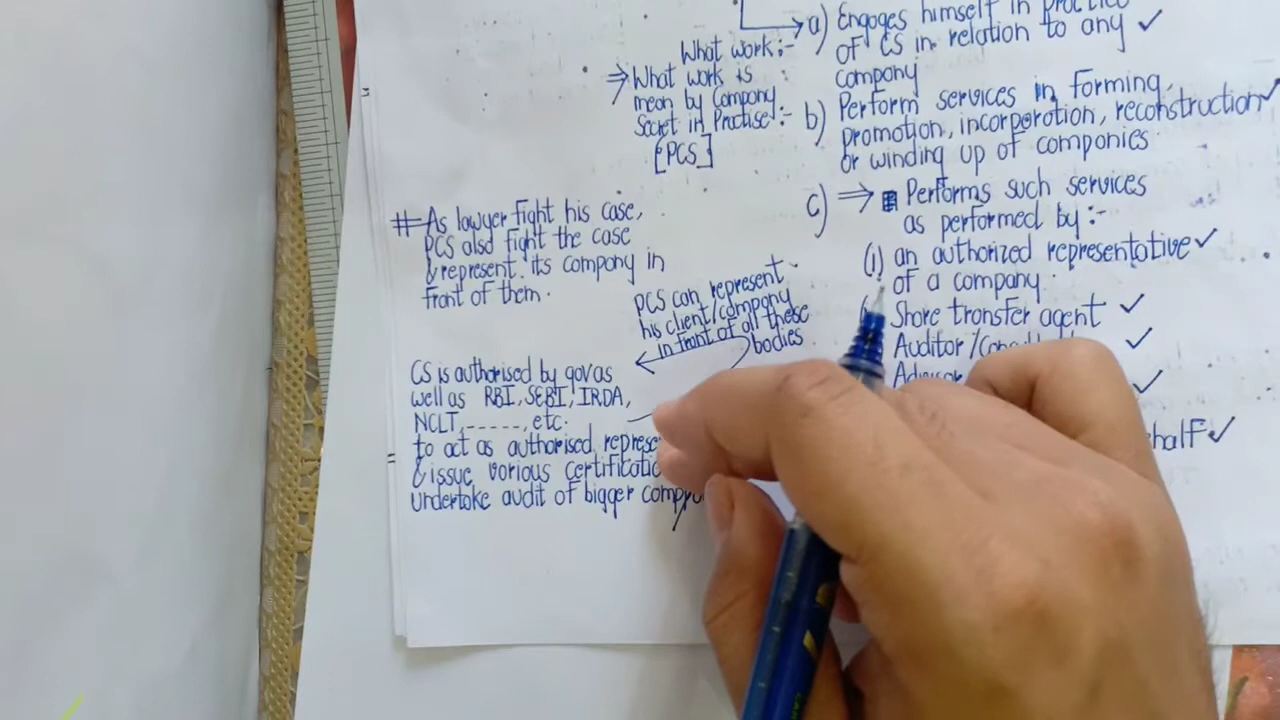 a) Engages himself in practice
of CS in relation to any ✓
company
What work:-
⇒ What work is
mean by Company
Secret in Practise:-
[PCS]
b) Perform services in forming,
promotion, incorporation, reconstruction ✓
or winding up of companies
c) ⇒ Performs such services
as performed by:-
(i) an authorized representative ✓
of a company.
Share transfer agent ✓
Auditor /
✓
half ✓
# As lawyer fight his case,
PCS also fight the case
& represent its company in
front of them.
PCS can represent
his client/company
in front of all these
bodies
CS is authorised by gov as
well as RBI, SEBI, IRDA,
NCLT, -----, etc.
to act as authorised
& issue various
undertake audit of bigger